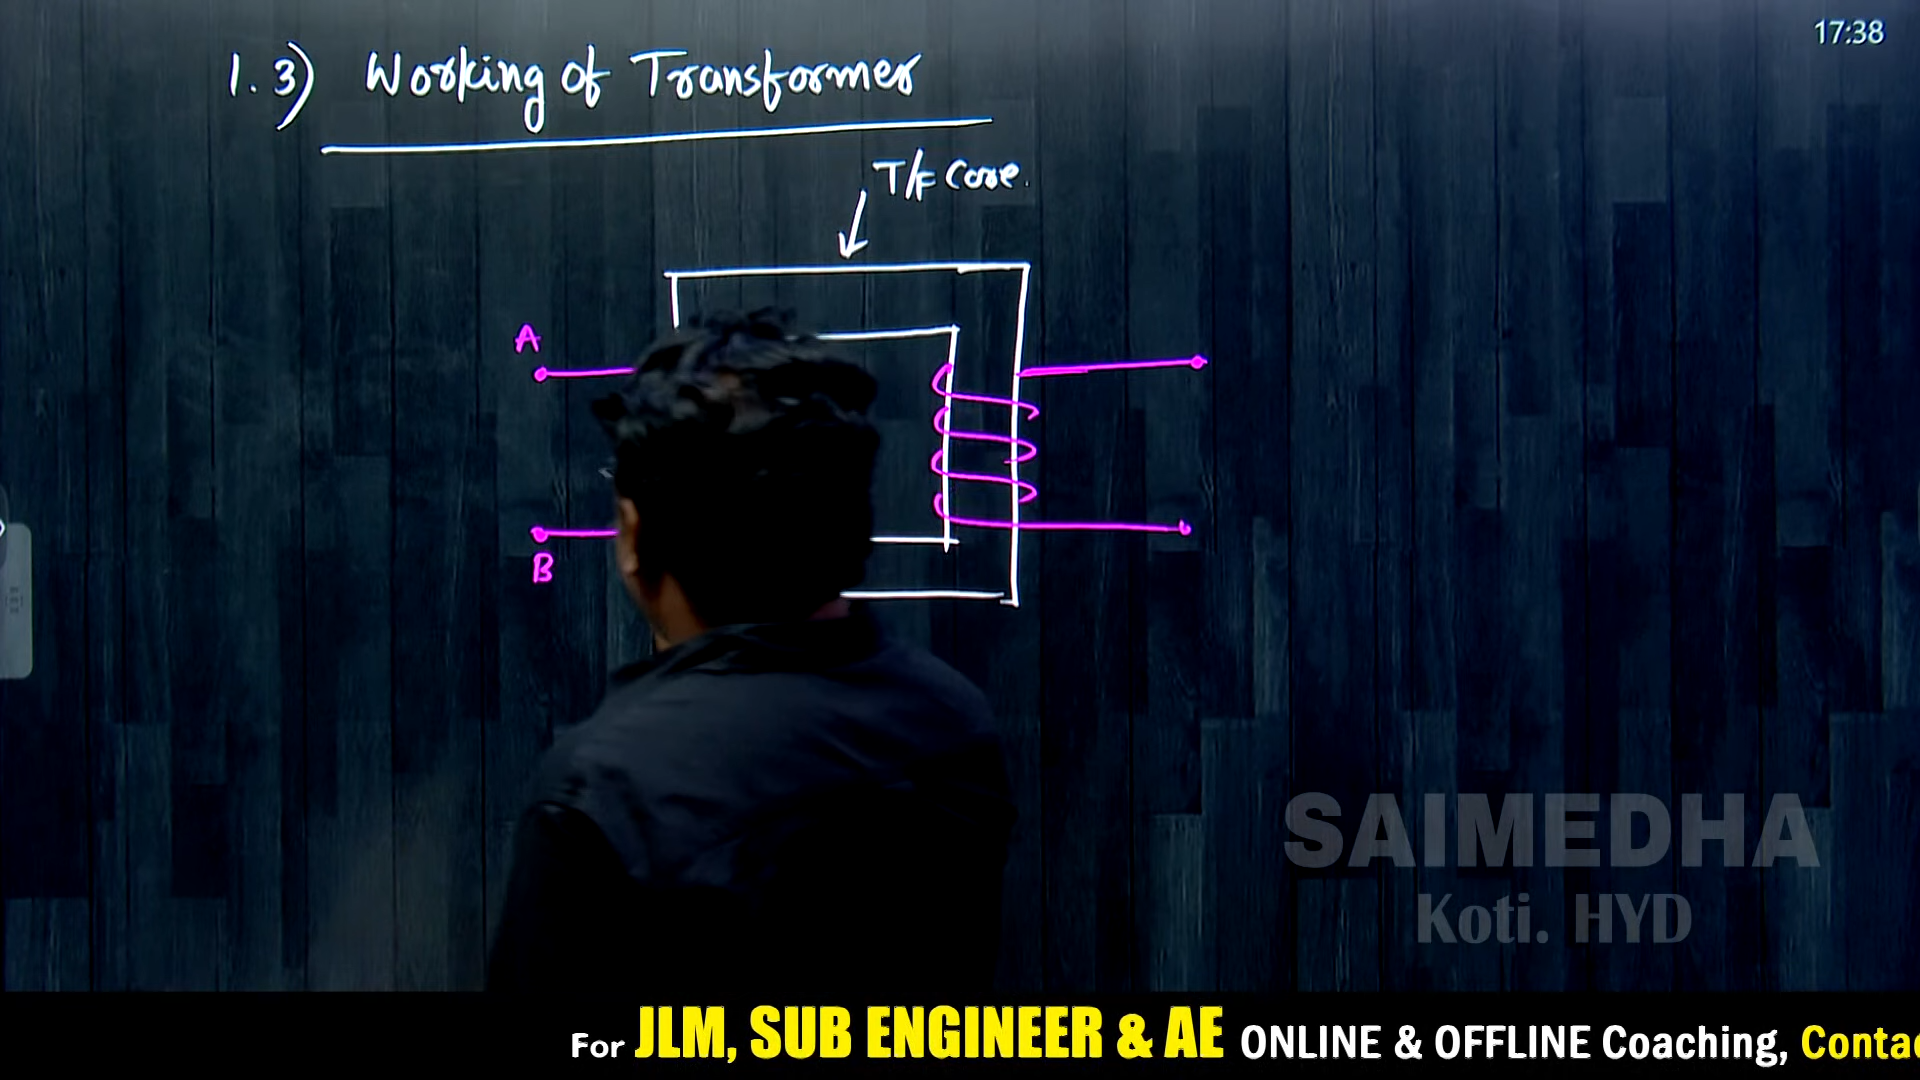 17:38
1.3) Working of Transformer
T/F Core.
A
B
SAIMEDHA
Koti. HYD
For JLM, SUB ENGINEER & AE ONLINE & OFFLINE Coaching, Contac